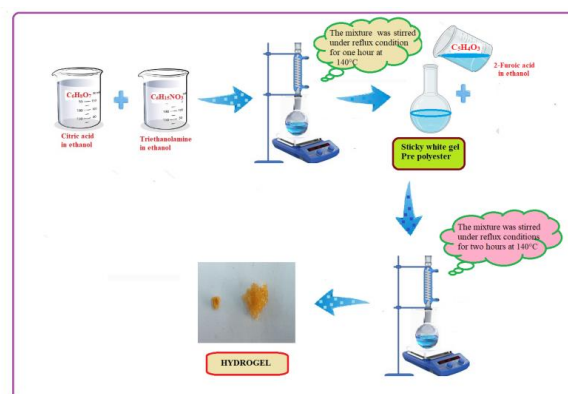 The mixture was stirred
under reflux condition
for one hour at
140°C
C₅H₄O₃
2-Furoic acid
in ethanol
C₆H₈O₇
C₆H₁₅NO₃
Citric acid
in ethanol
Triethanolamine
in ethanol
Sticky white gel
Pre polyester
The mixture was stirred
under reflux conditions
for two hours at 140°C
HYDROGEL